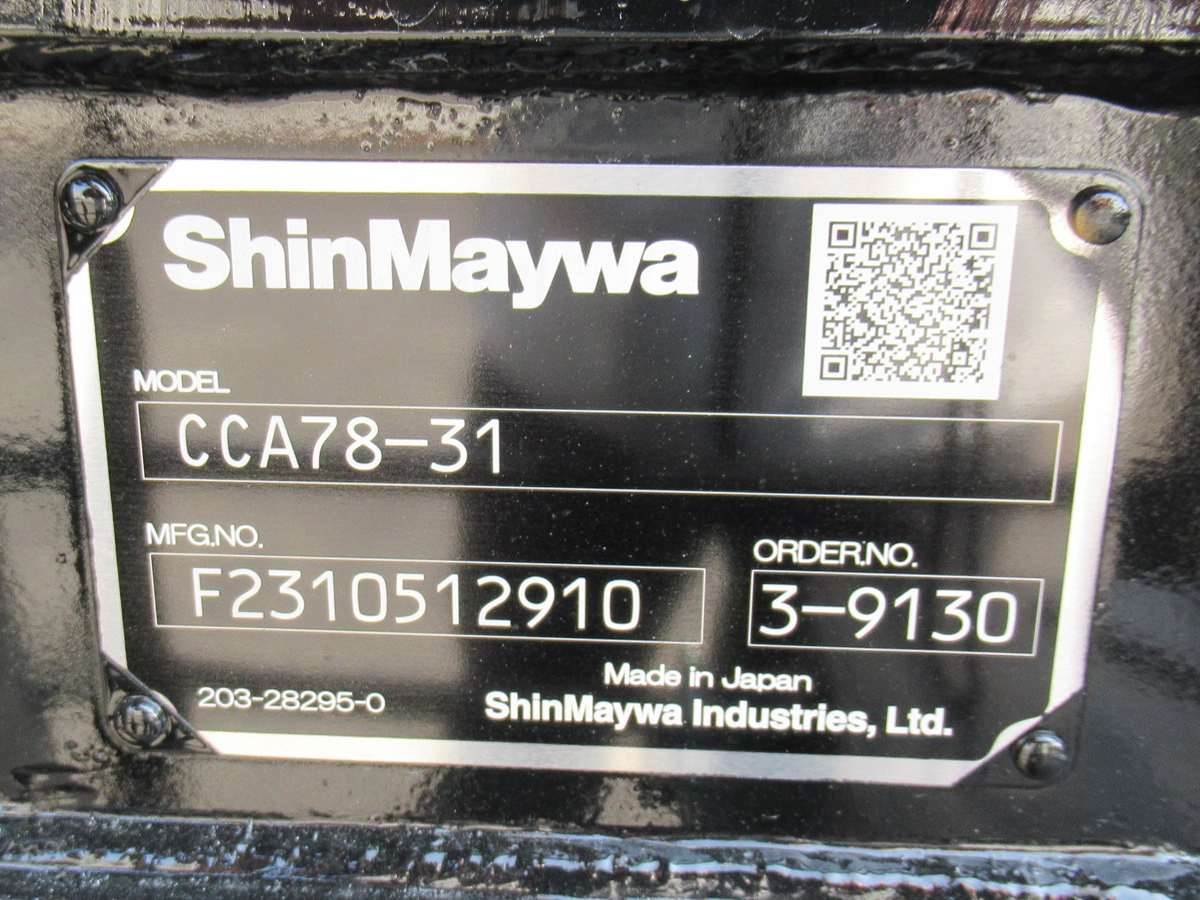 ShinMaywa
MODEL
CCA78-31
MFG.NO.
F2310512910
ORDER.NO.
3-9130
Made in Japan
203-28295-0
ShinMaywa Industries, Ltd.